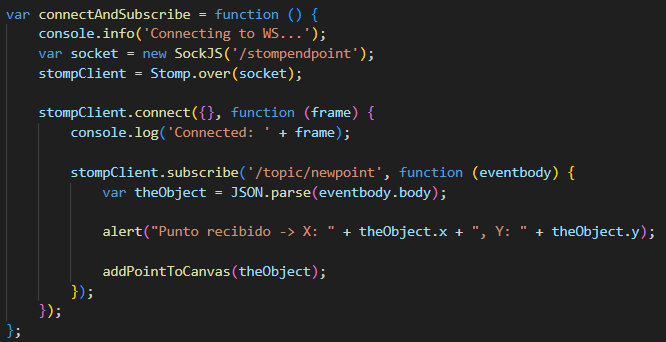 var connectAndSubscribe = function () {
    console.info('Connecting to WS...');
    var socket = new SockJS('/stompendpoint');
    stompClient = Stomp.over(socket);

    stompClient.connect({}, function (frame) {
        console.log('Connected: ' + frame);

        stompClient.subscribe('/topic/newpoint', function (eventbody) {
            var theObject = JSON.parse(eventbody.body);

            alert("Punto recibido -> X: " + theObject.x + ", Y: " + theObject.y);

            addPointToCanvas(theObject);
        });
    });
};